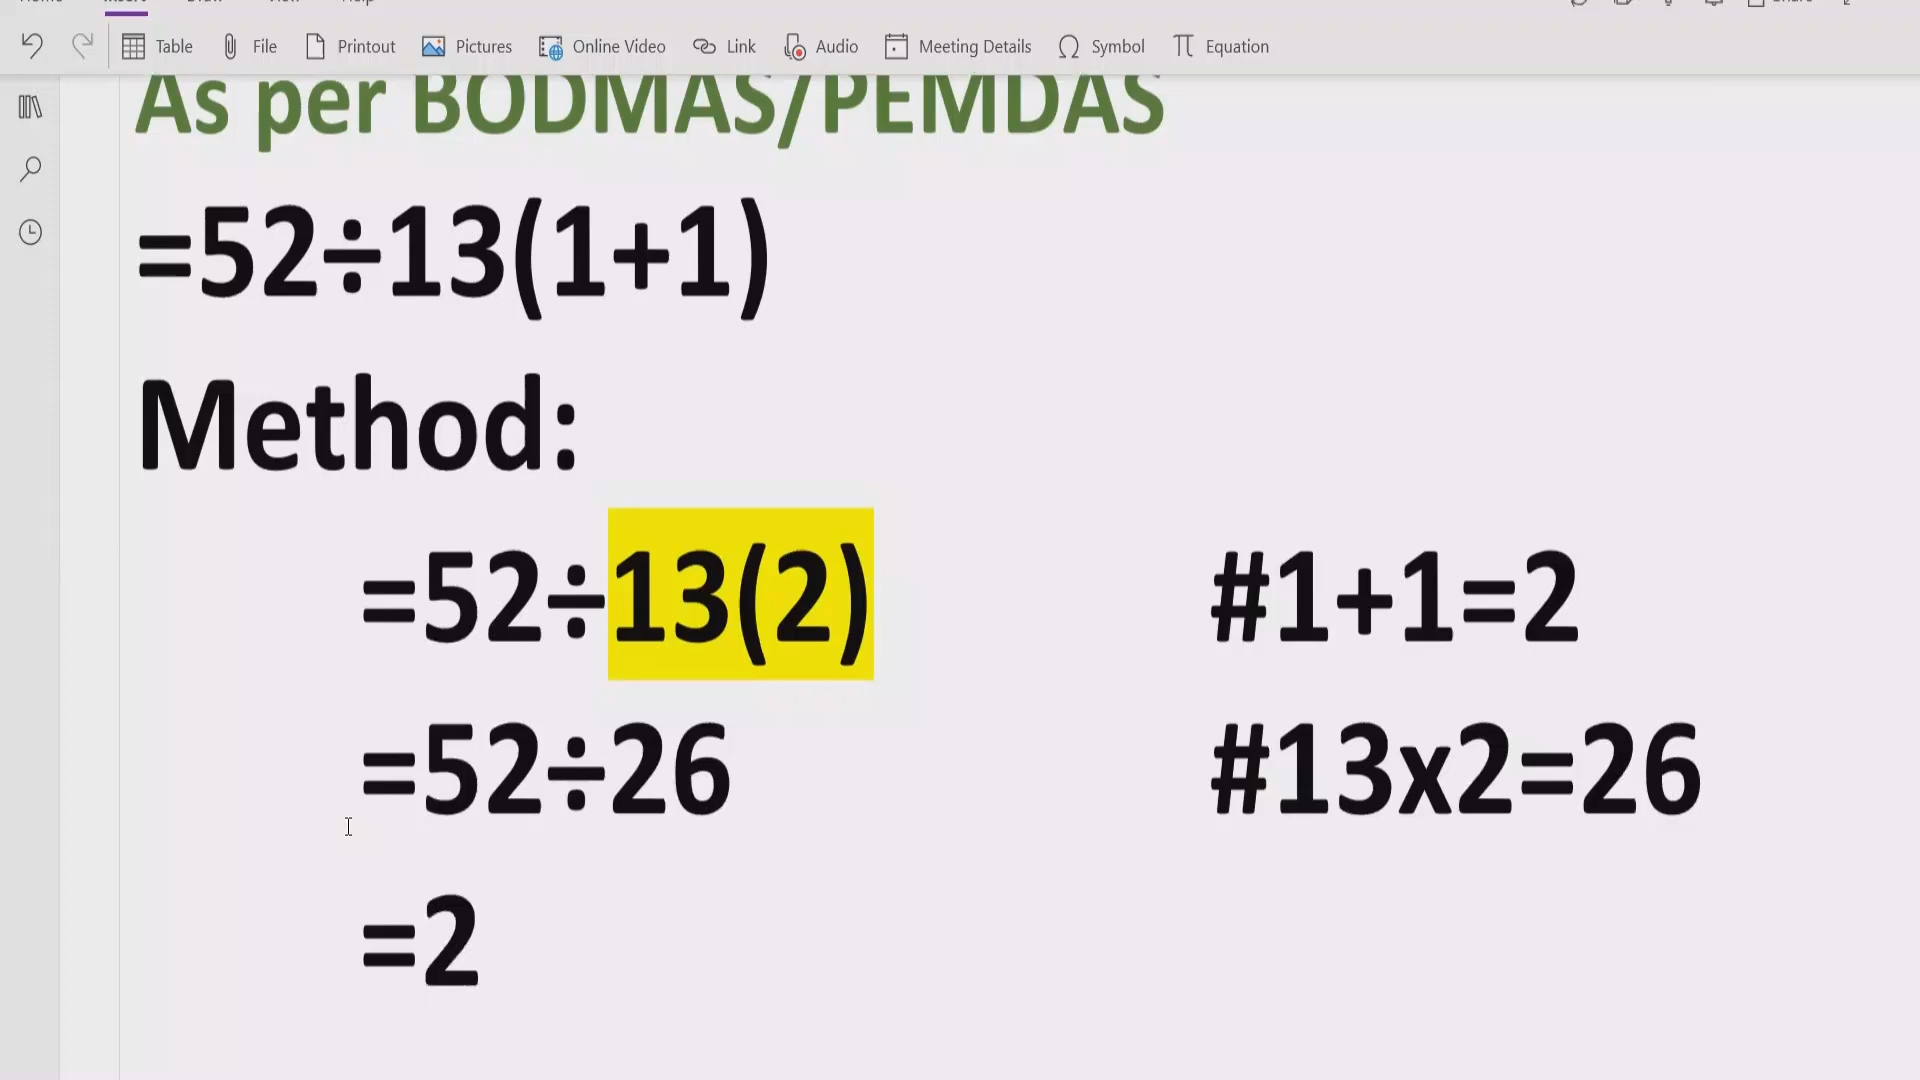 Table File Printout Pictures Online Video Link Audio Meeting Details Symbol Equation
As per BODMAS/PEMDAS
=52÷13(1+1)
Method:
=52÷13(2) #1+1=2
=52÷26 #13x2=26
=2